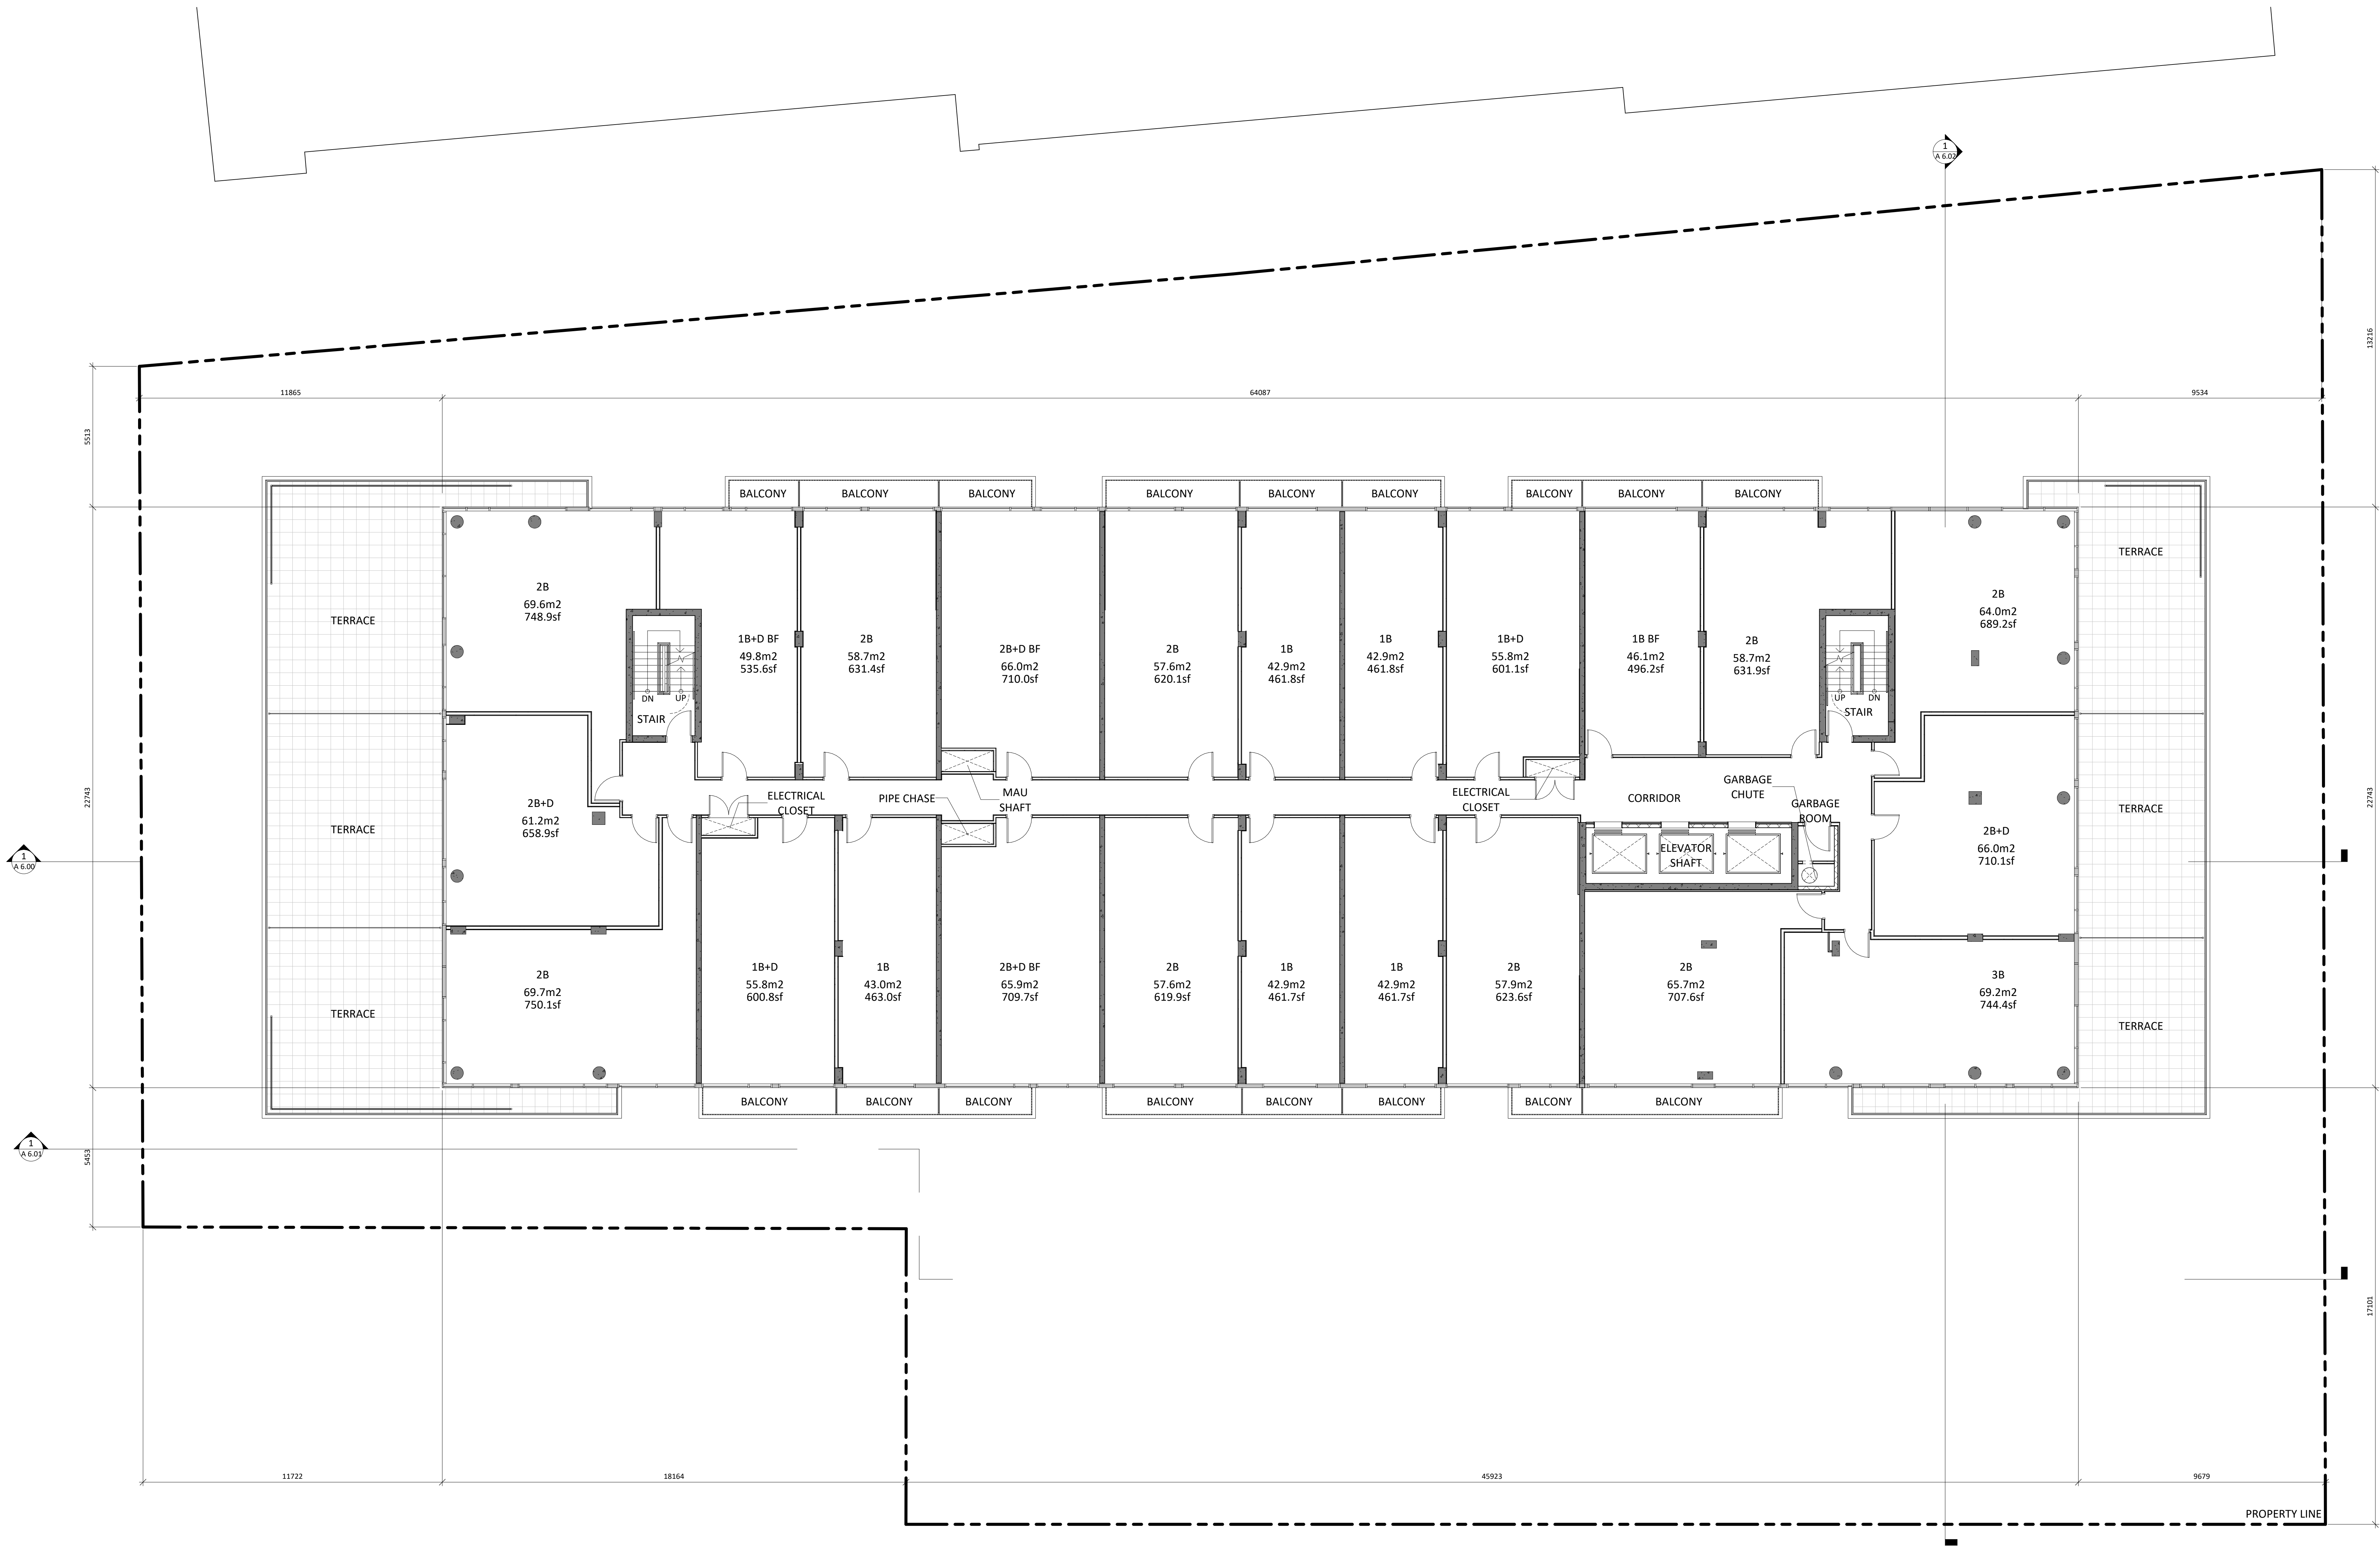 1
A 6.02
13216
11865
64087
9534
5513
BALCONY
BALCONY
BALCONY
BALCONY
BALCONY
BALCONY
BALCONY
BALCONY
BALCONY
TERRACE
2B
69.6m2
748.9sf
TERRACE
1B+D BF
49.8m2
535.6sf
2B
58.7m2
631.4sf
2B+D BF
66.0m2
710.0sf
2B
57.6m2
620.1sf
1B
42.9m2
461.8sf
1B
42.9m2
461.8sf
1B+D
55.8m2
601.1sf
1B BF
46.1m2
496.2sf
2B
58.7m2
631.9sf
2B
64.0m2
689.2sf
DN
UP
STAIR
UP
DN
STAIR
22743
22743
ELECTRICAL
CLOSET
PIPE CHASE
MAU
SHAFT
ELECTRICAL
CLOSET
CORRIDOR
GARBAGE
CHUTE
GARBAGE
ROOM
ELEVATOR
SHAFT
TERRACE
2B+D
61.2m2
658.9sf
2B+D
66.0m2
710.1sf
TERRACE
1
A 6.00
2B
69.7m2
750.1sf
1B+D
55.8m2
600.8sf
1B
43.0m2
463.0sf
2B+D BF
65.9m2
709.7sf
2B
57.6m2
619.9sf
1B
42.9m2
461.7sf
1B
42.9m2
461.7sf
2B
57.9m2
623.6sf
2B
65.7m2
707.6sf
3B
69.2m2
744.4sf
TERRACE
TERRACE
BALCONY
BALCONY
BALCONY
BALCONY
BALCONY
BALCONY
BALCONY
BALCONY
1
A 6.01
5453
17101
11722
18164
45923
9679
PROPERTY LINE